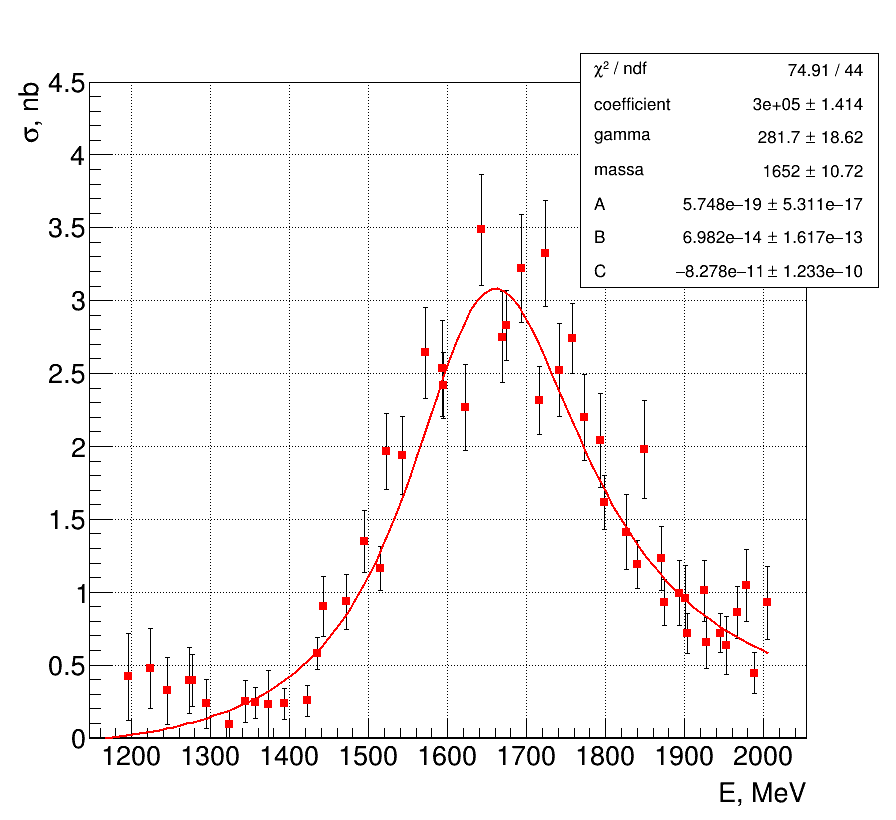 χ² / ndf 74.91 / 44
coefficient 3e+05 ± 1.414
gamma 281.7 ± 18.62
massa 1652 ± 10.72
A 5.748e−19 ± 5.311e−17
B 6.982e−14 ± 1.617e−13
C −8.278e−11 ± 1.233e−10
σ, nb
4.5
4
3.5
3
2.5
2
1.5
1
0.5
0
1200 1300 1400 1500 1600 1700 1800 1900 2000
E, MeV